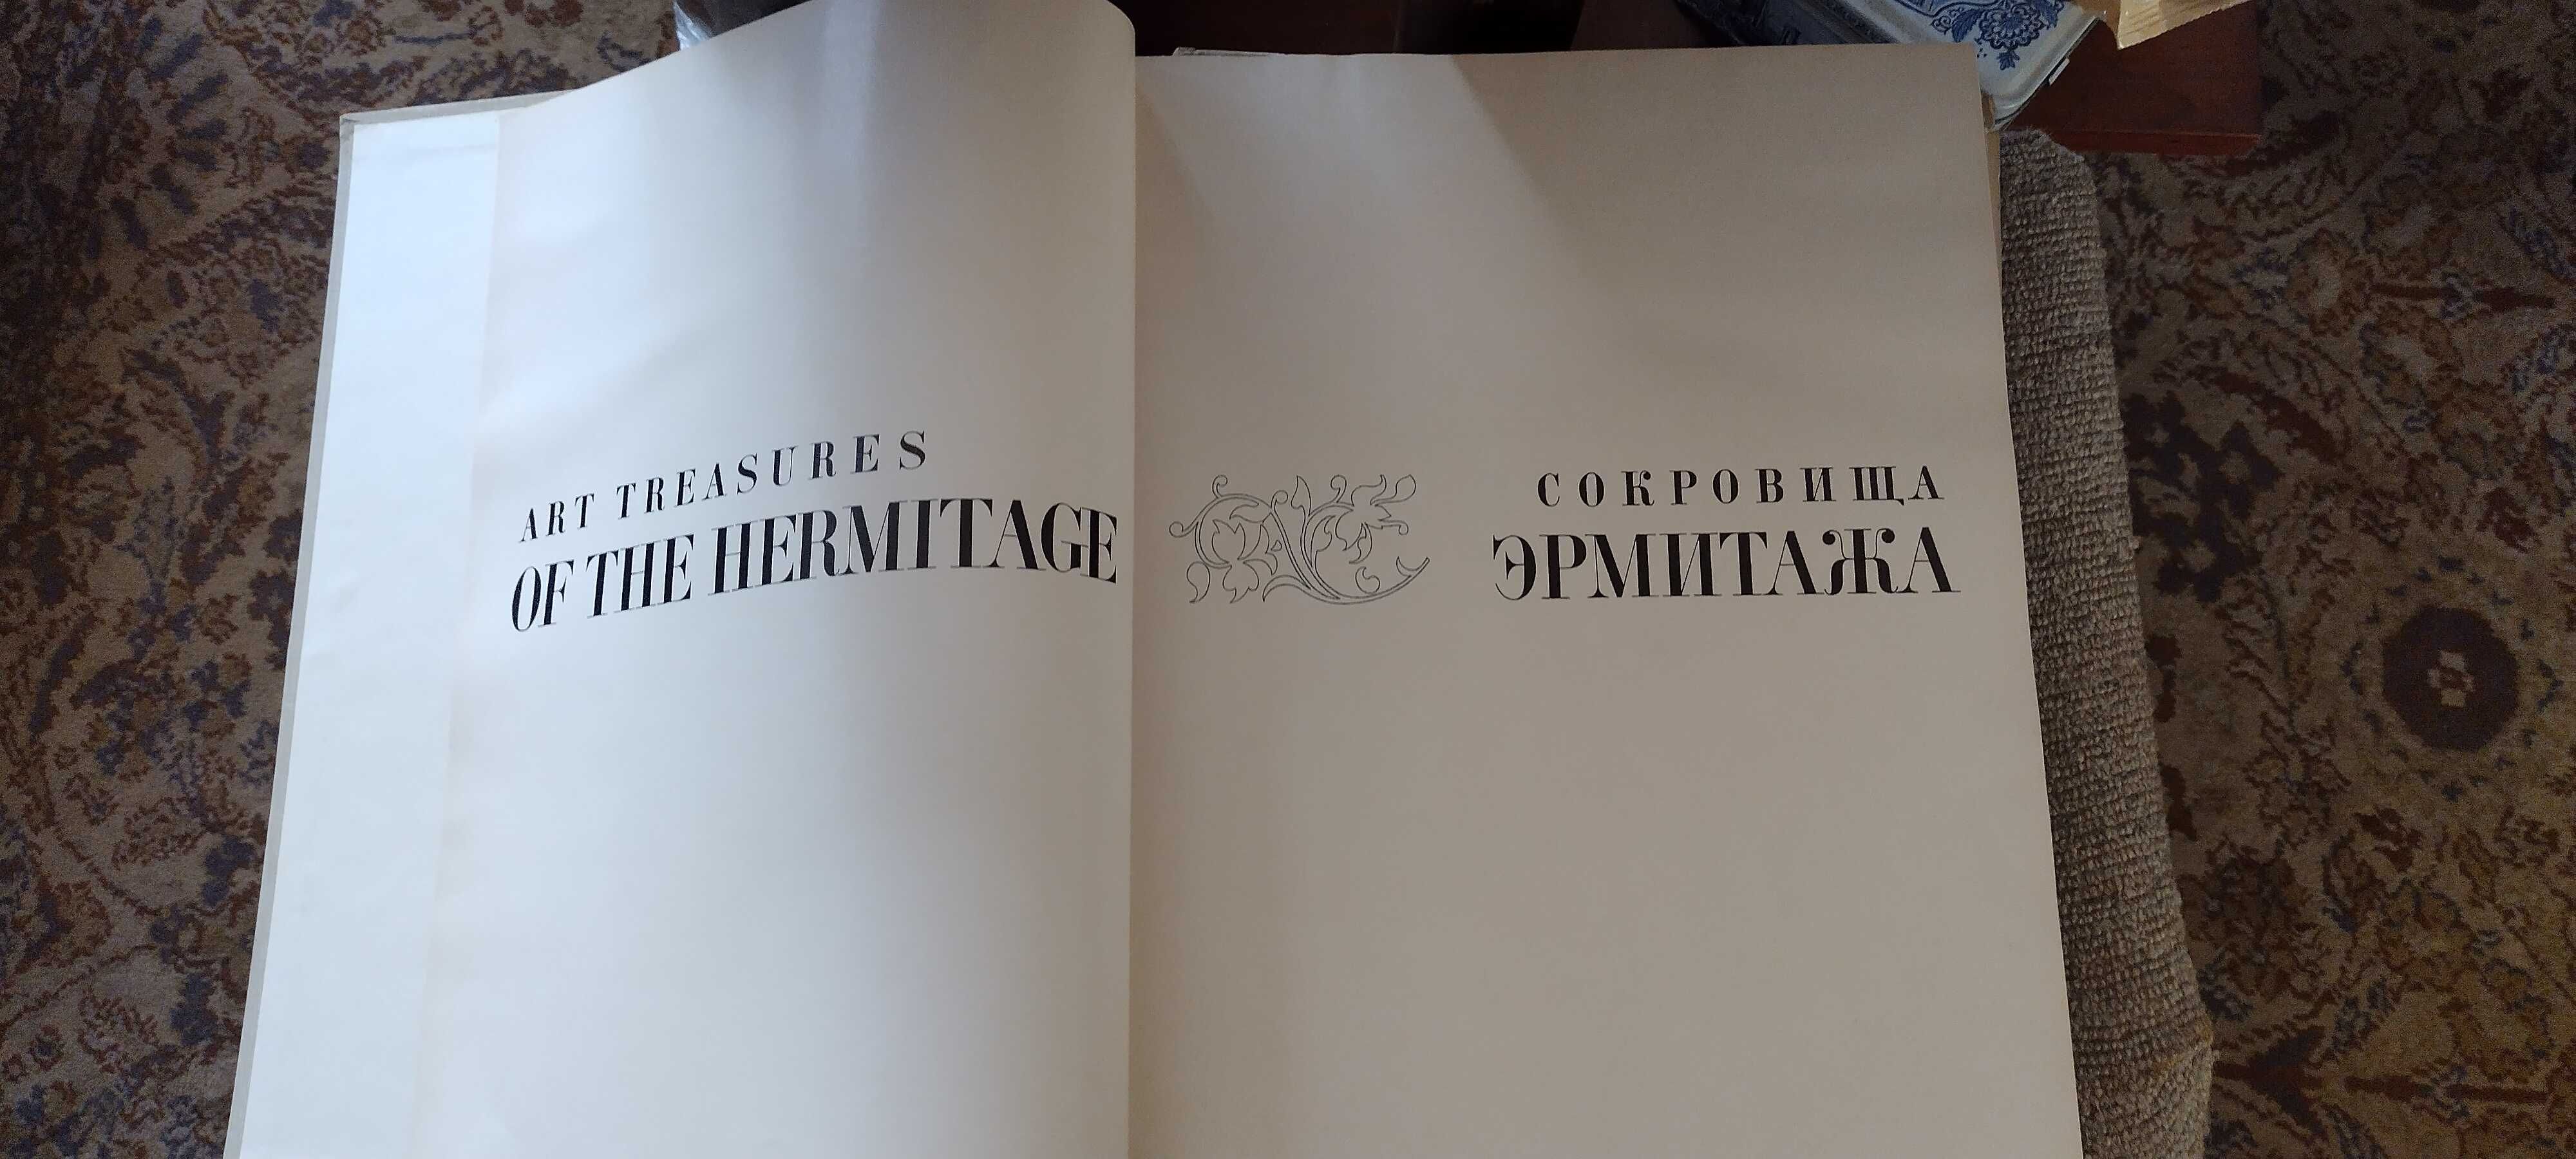 ART TREASURES
OF THE HERMITAGE
СОКРОВИЩА
ЭРМИТАЖА